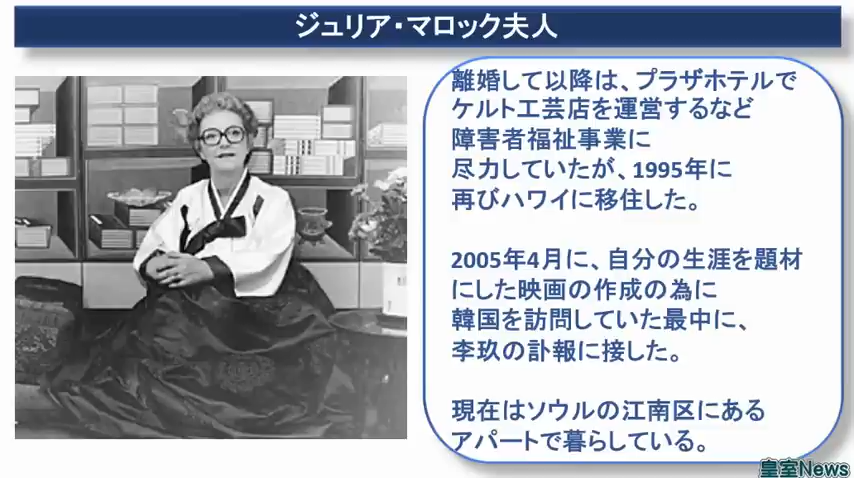 ジュリア・マロック夫人
離婚して以降は、プラザホテルで
ケルト工芸店を運営するなど
障害者福祉事業に
尽力していたが、1995年に
再びハワイに移住した。
2005年4月に、自分の生涯を題材
にした映画の作成の為に
韓国を訪問していた最中に、
李玖の訃報に接した。
現在はソウルの江南区にある
アパートで暮らしている。
皇室News